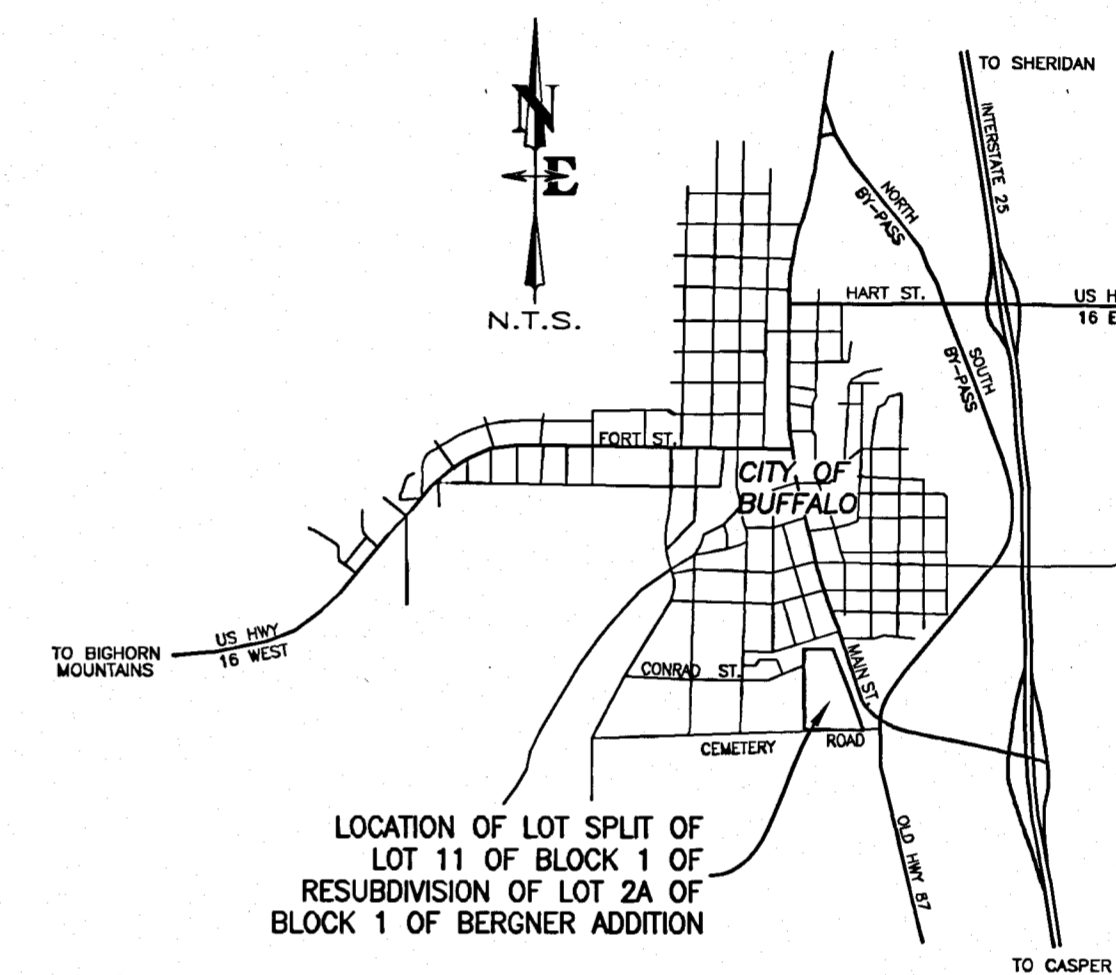 N
E
N.T.S.
TO SHERIDAN
INTERSTATE 25
NORTH
BY-PASS
HART ST.
US H
16 E
SOUTH
BY-PASS
FORT ST.
CITY OF
BUFFALO
TO BIGHORN
MOUNTAINS
US HWY
16 WEST
CONRAD ST.
MAIN ST.
CEMETERY ROAD
LOCATION OF LOT SPLIT OF
LOT 11 OF BLOCK 1 OF
RESUBDIVISION OF LOT 2A OF
BLOCK 1 OF BERGNER ADDITION
OLD HWY 87
TO CASPER